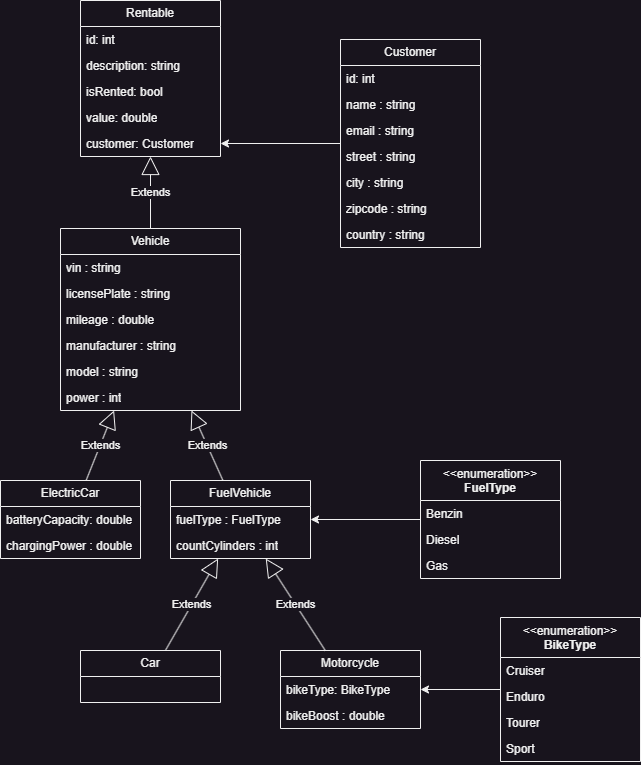 Rentable
id: int
description: string
isRented: bool
value: double
customer: Customer
Customer
id: int
name : string
email : string
street : string
city : string
zipcode : string
country : string
Extends
Vehicle
vin : string
licensePlate : string
mileage : double
manufacturer : string
model : string
power : int
Extends
Extends
ElectricCar
batteryCapacity: double
chargingPower : double
FuelVehicle
fuelType : FuelType
countCylinders : int
<<enumeration>>
FuelType
Benzin
Diesel
Gas
Extends
Extends
Car
Motorcycle
bikeType: BikeType
bikeBoost : double
<<enumeration>>
BikeType
Cruiser
Enduro
Tourer
Sport